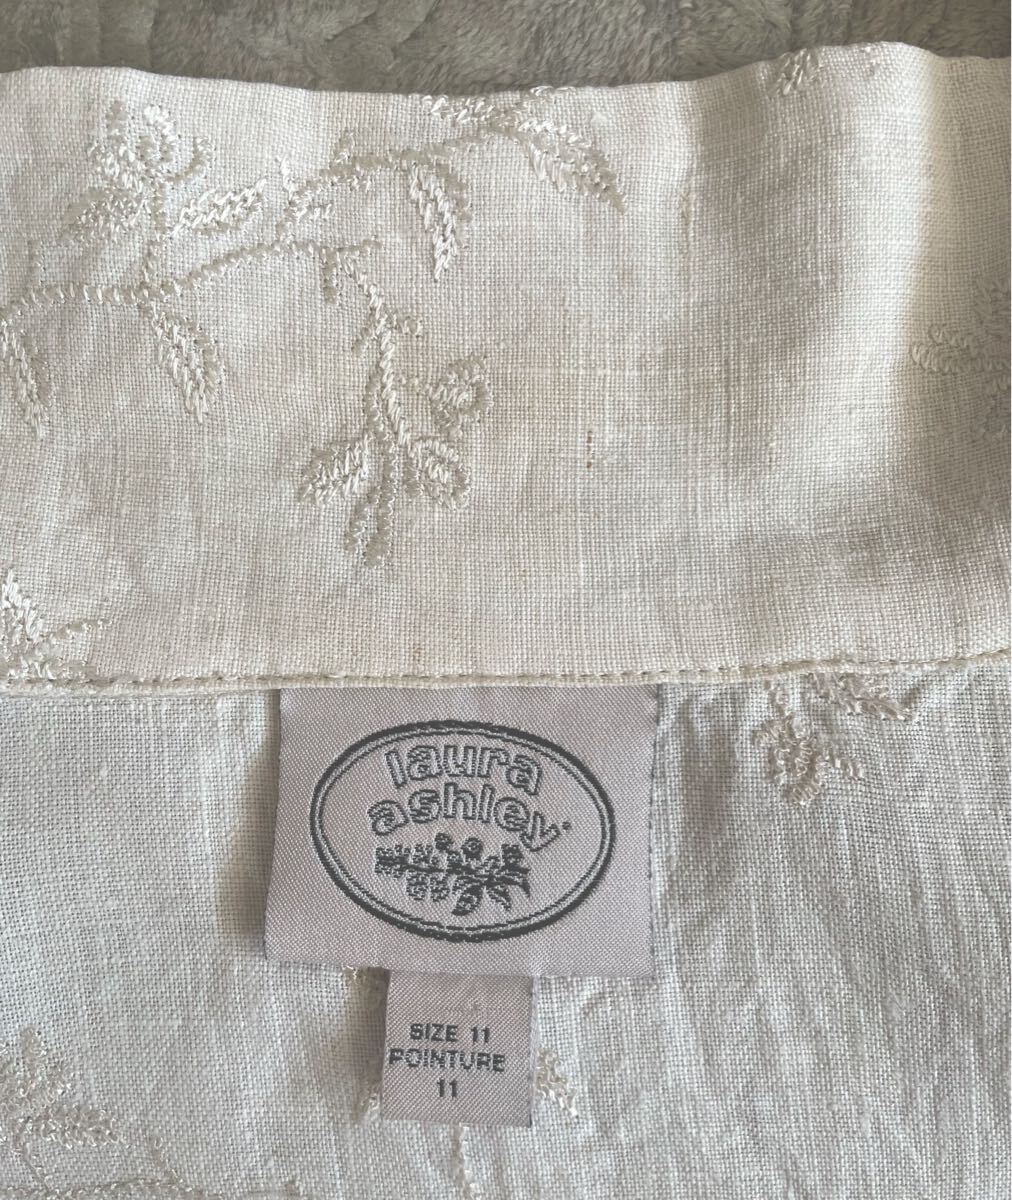 laura
ashley
SIZE 11
POINTURE
11